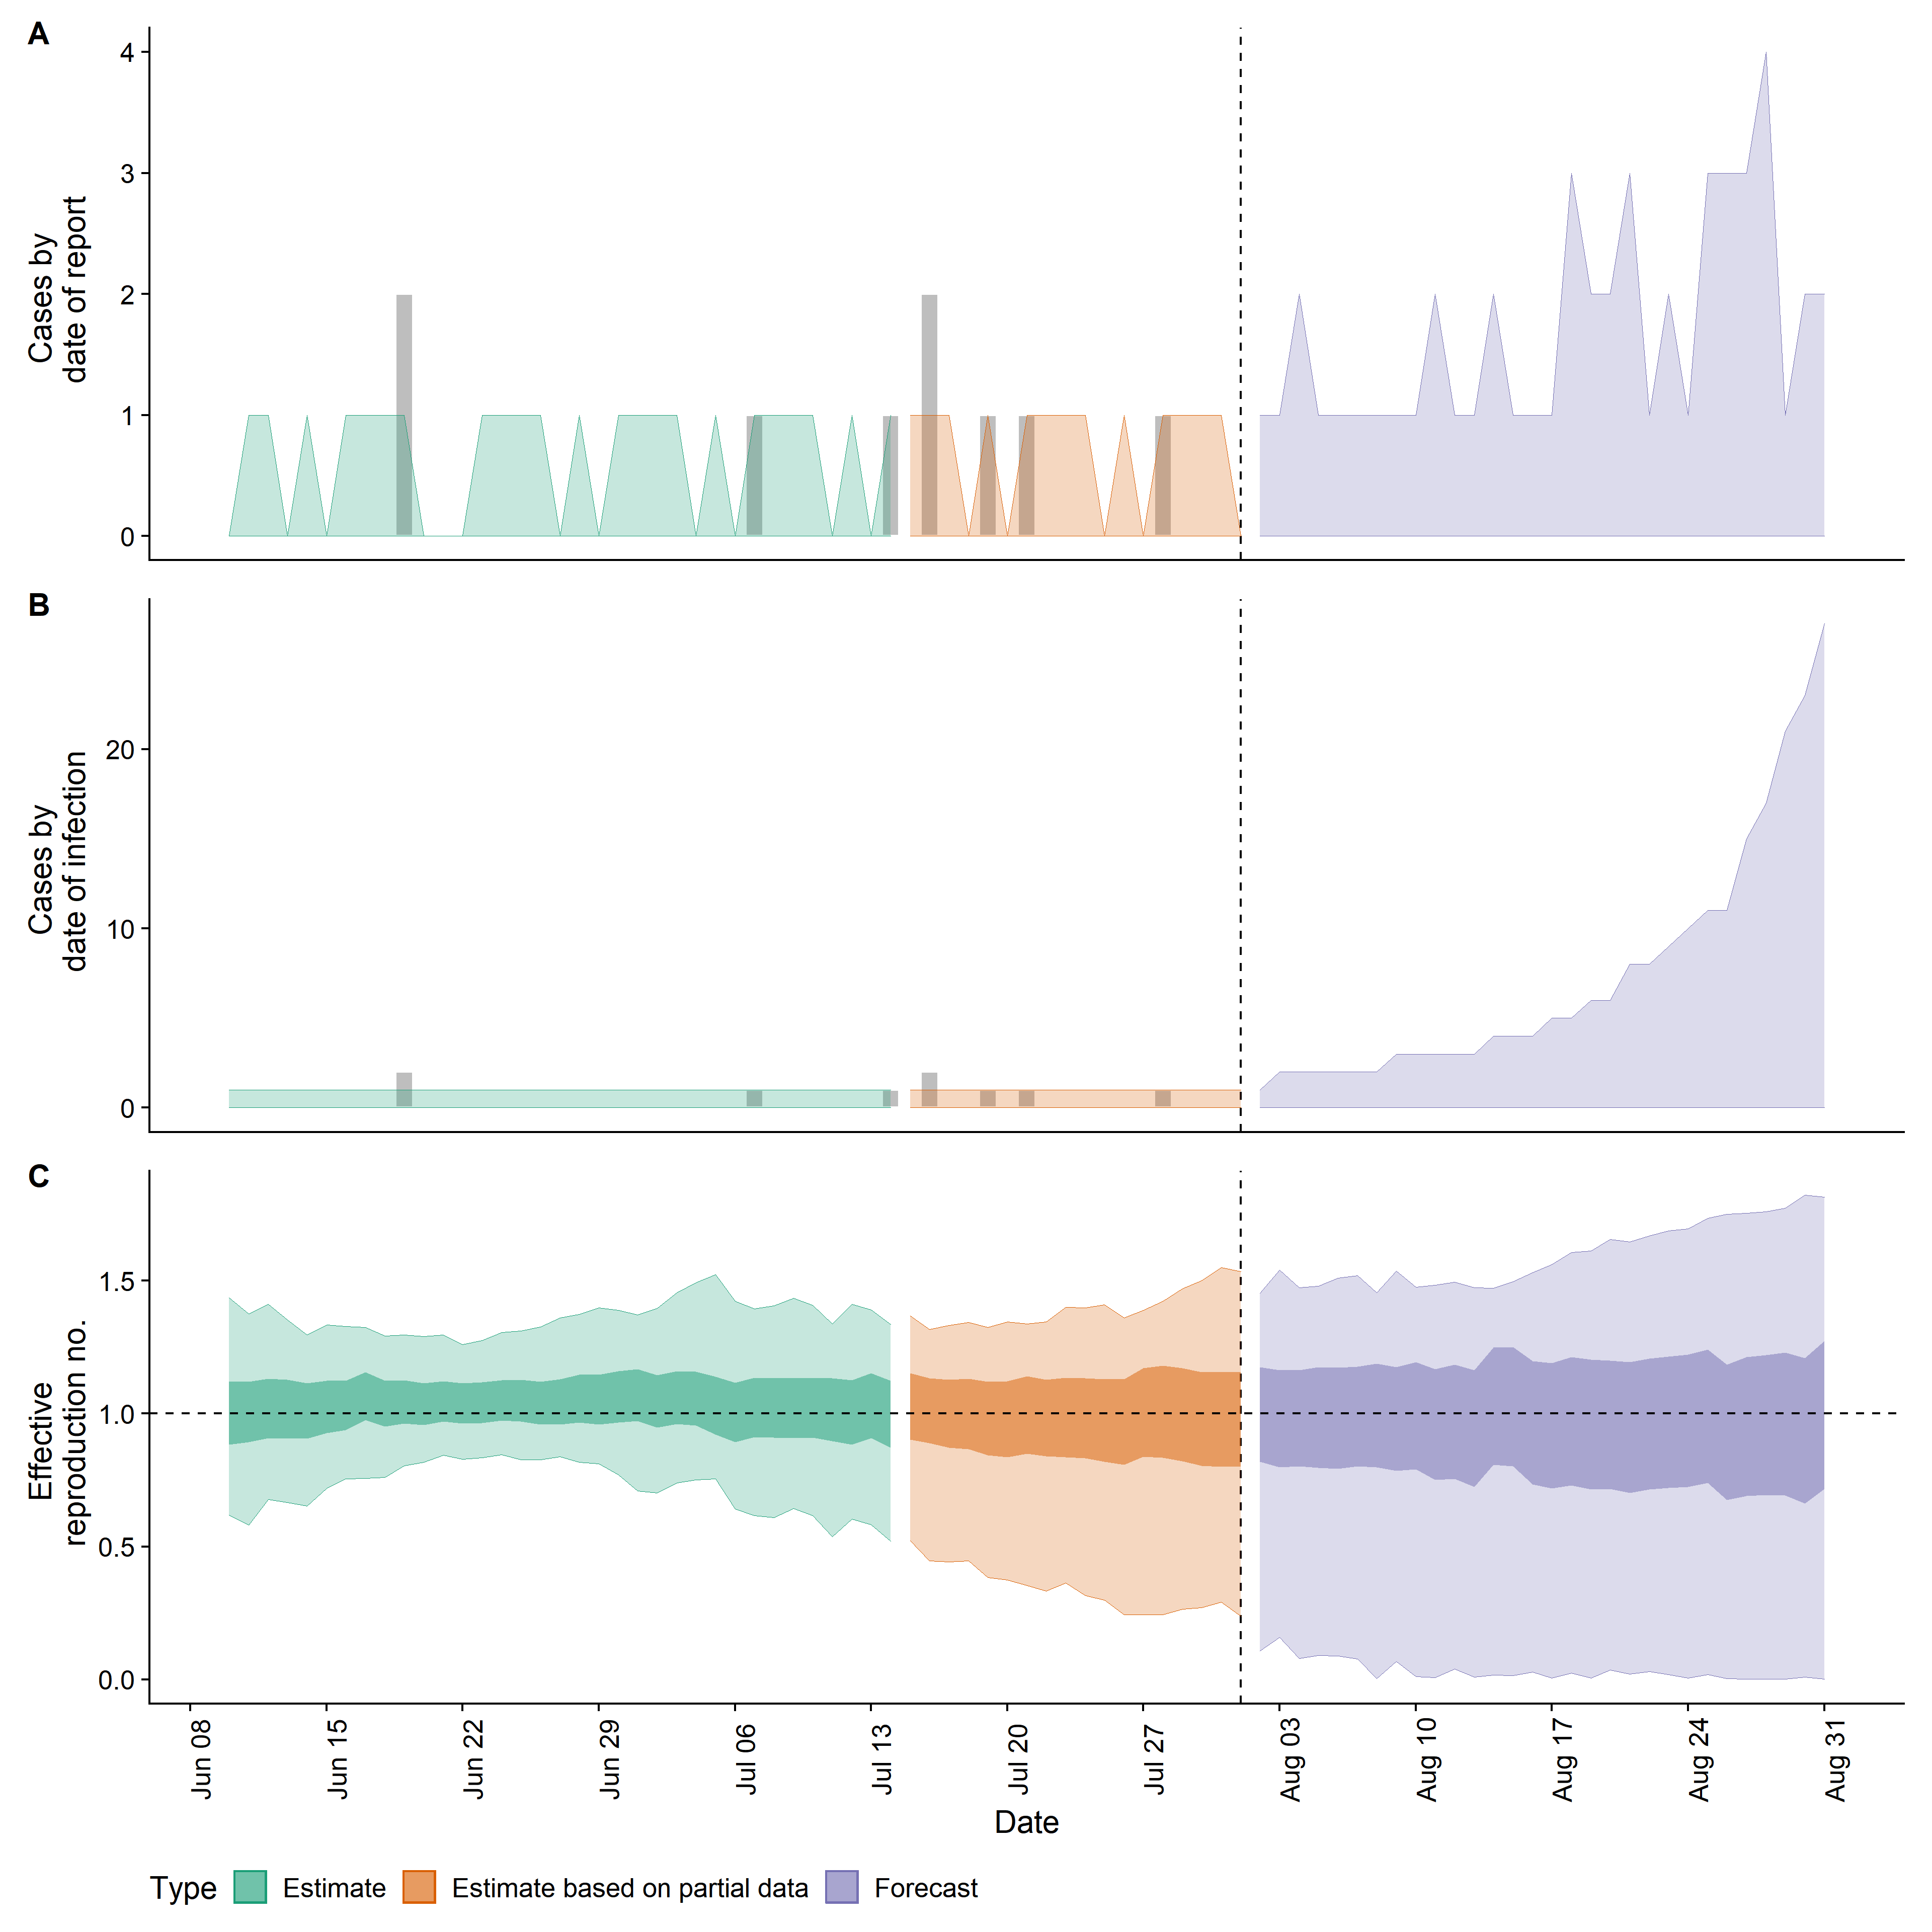 A
4
3
2
1
0
Cases by
date of report
B
20
10
0
Cases by
date of infection
C
1.5
1.0
0.5
0.0
Effective
reproduction no.
Jun 08
Jun 15
Jun 22
Jun 29
Jul 06
Jul 13
Jul 20
Jul 27
Aug 03
Aug 10
Aug 17
Aug 24
Aug 31
Date
Type Estimate Estimate based on partial data Forecast